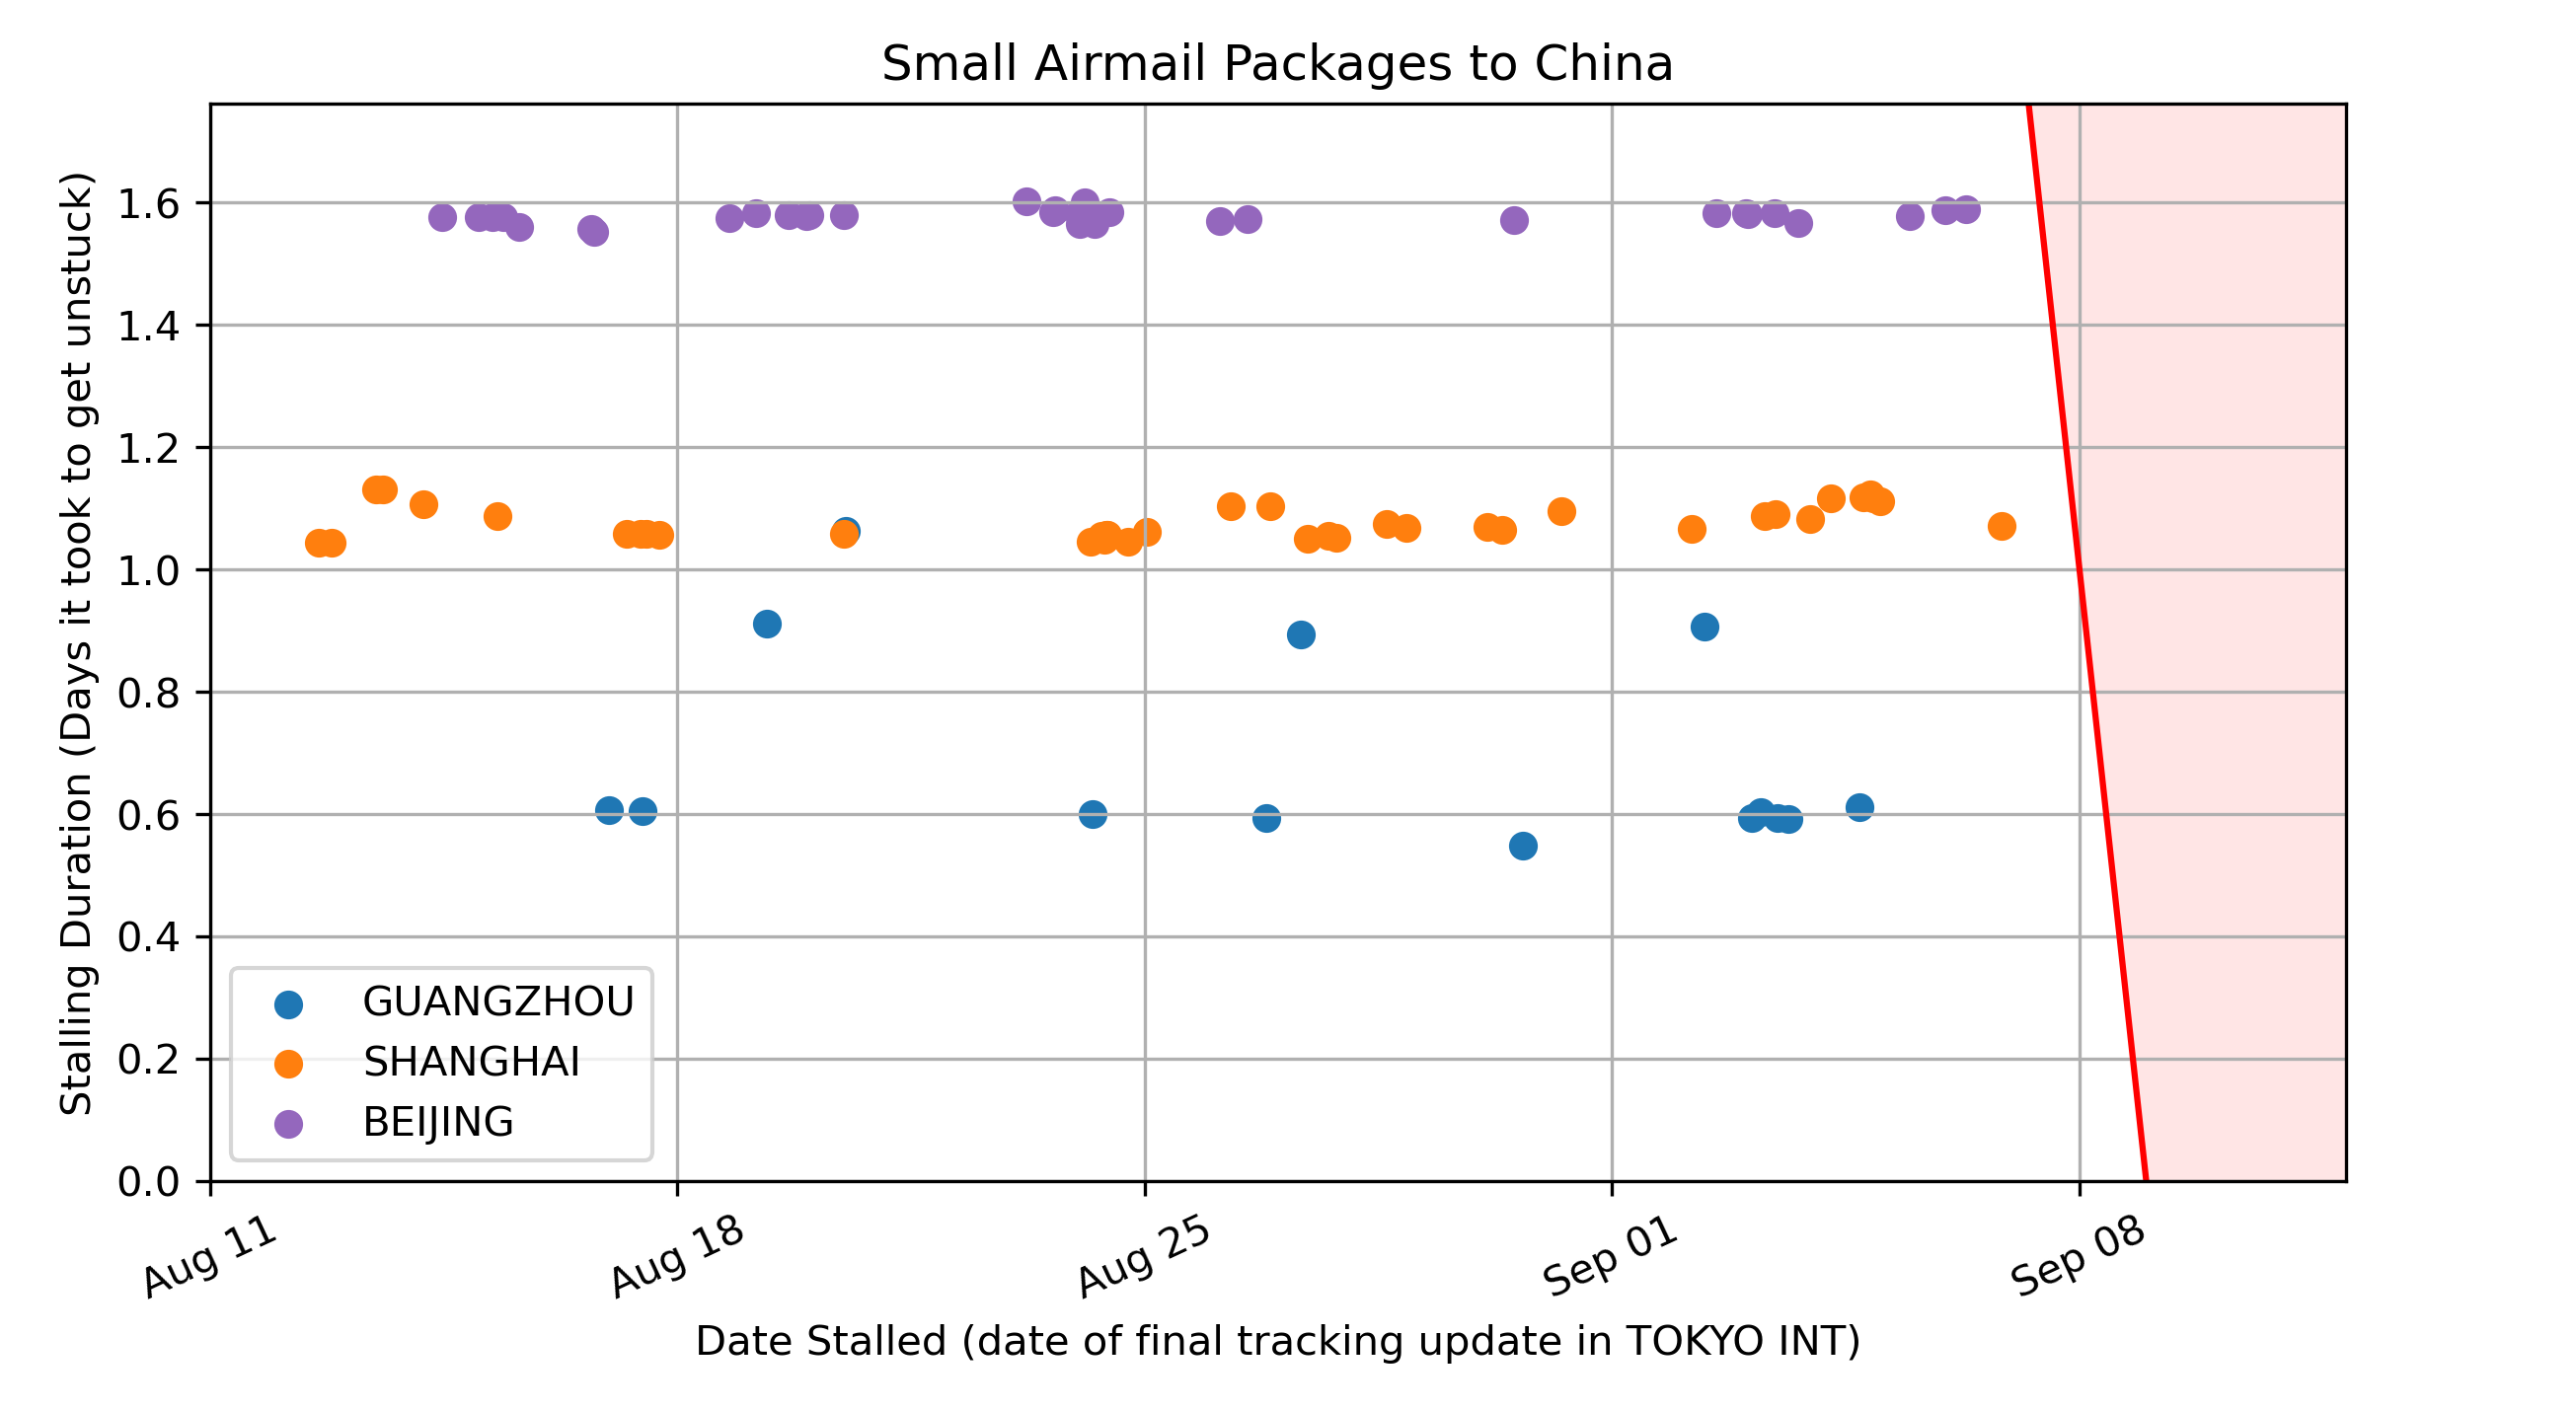 Small Airmail Packages to China
Stalling Duration (Days it took to get unstuck)
1.6
1.4
1.2
1.0
0.8
0.6
0.4
0.2
0.0
GUANGZHOU
SHANGHAI
BEIJING
Aug 11
Aug 18
Aug 25
Sep 01
Sep 08
Date Stalled (date of final tracking update in TOKYO INT)